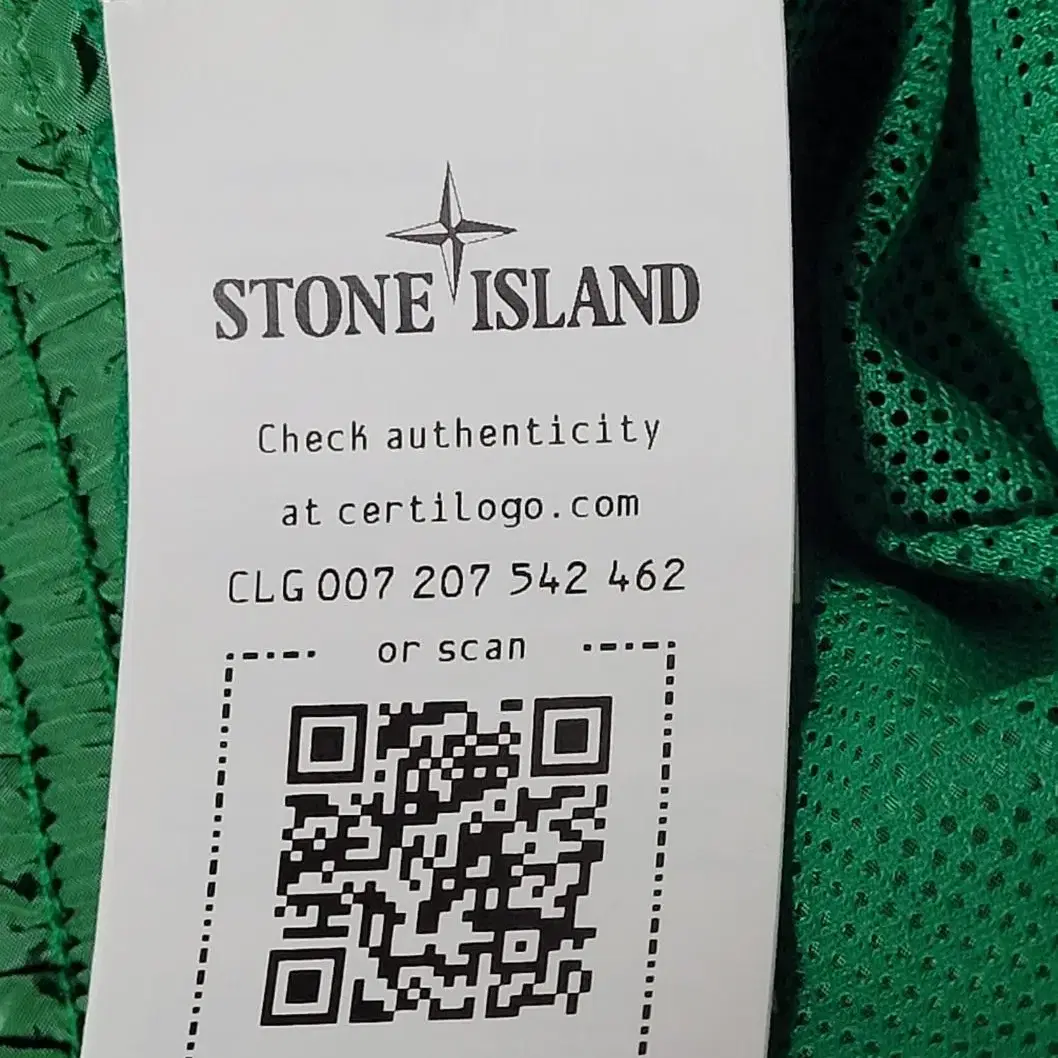 STONE ISLAND
Check authenticity
at certilogo.com
CLG 007 207 542 462
or scan